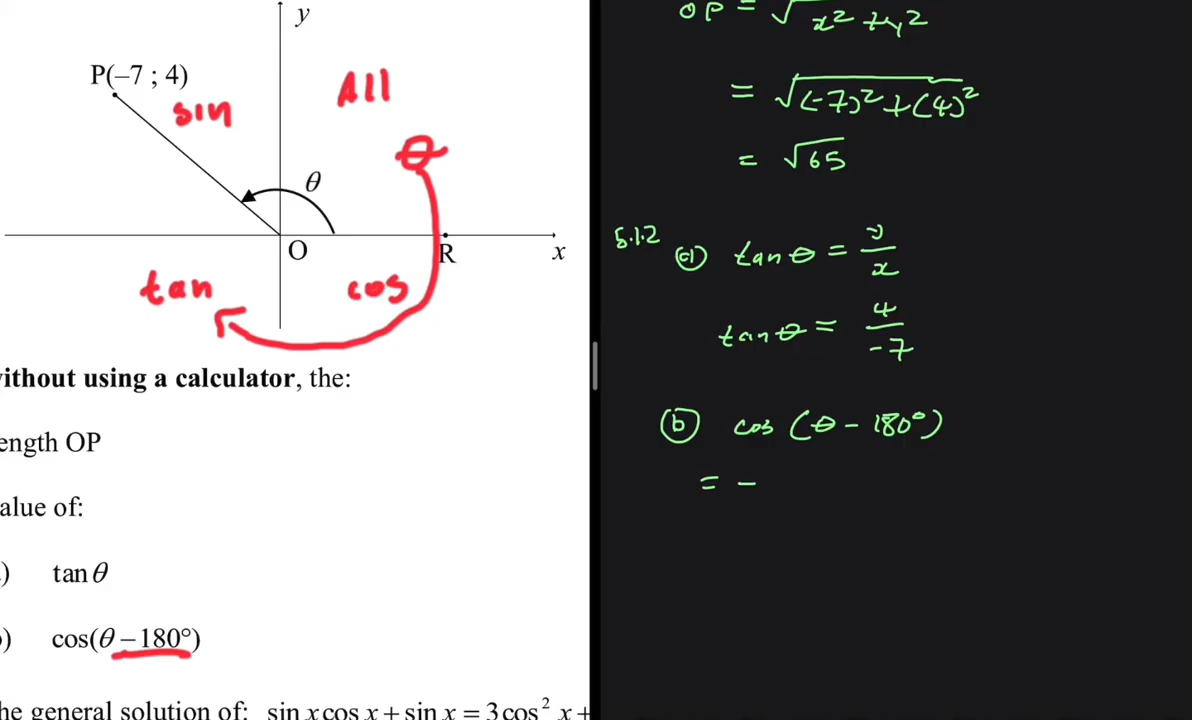 y
P(–7 ; 4)
sin
All
θ
θ
O
R
x
tan
cos
without using a calculator, the:
ength OP
alue of:
) tan θ
) cos(θ – 180°)
he general solution of: sin x cos x + sin x = 3cos² x +
OP = √x² + y²
= √(-7)² + (4)²
= √65
5.1.2
(a) tan θ = y/x
tan θ = 4/-7
(b) cos (θ - 180°)
= -